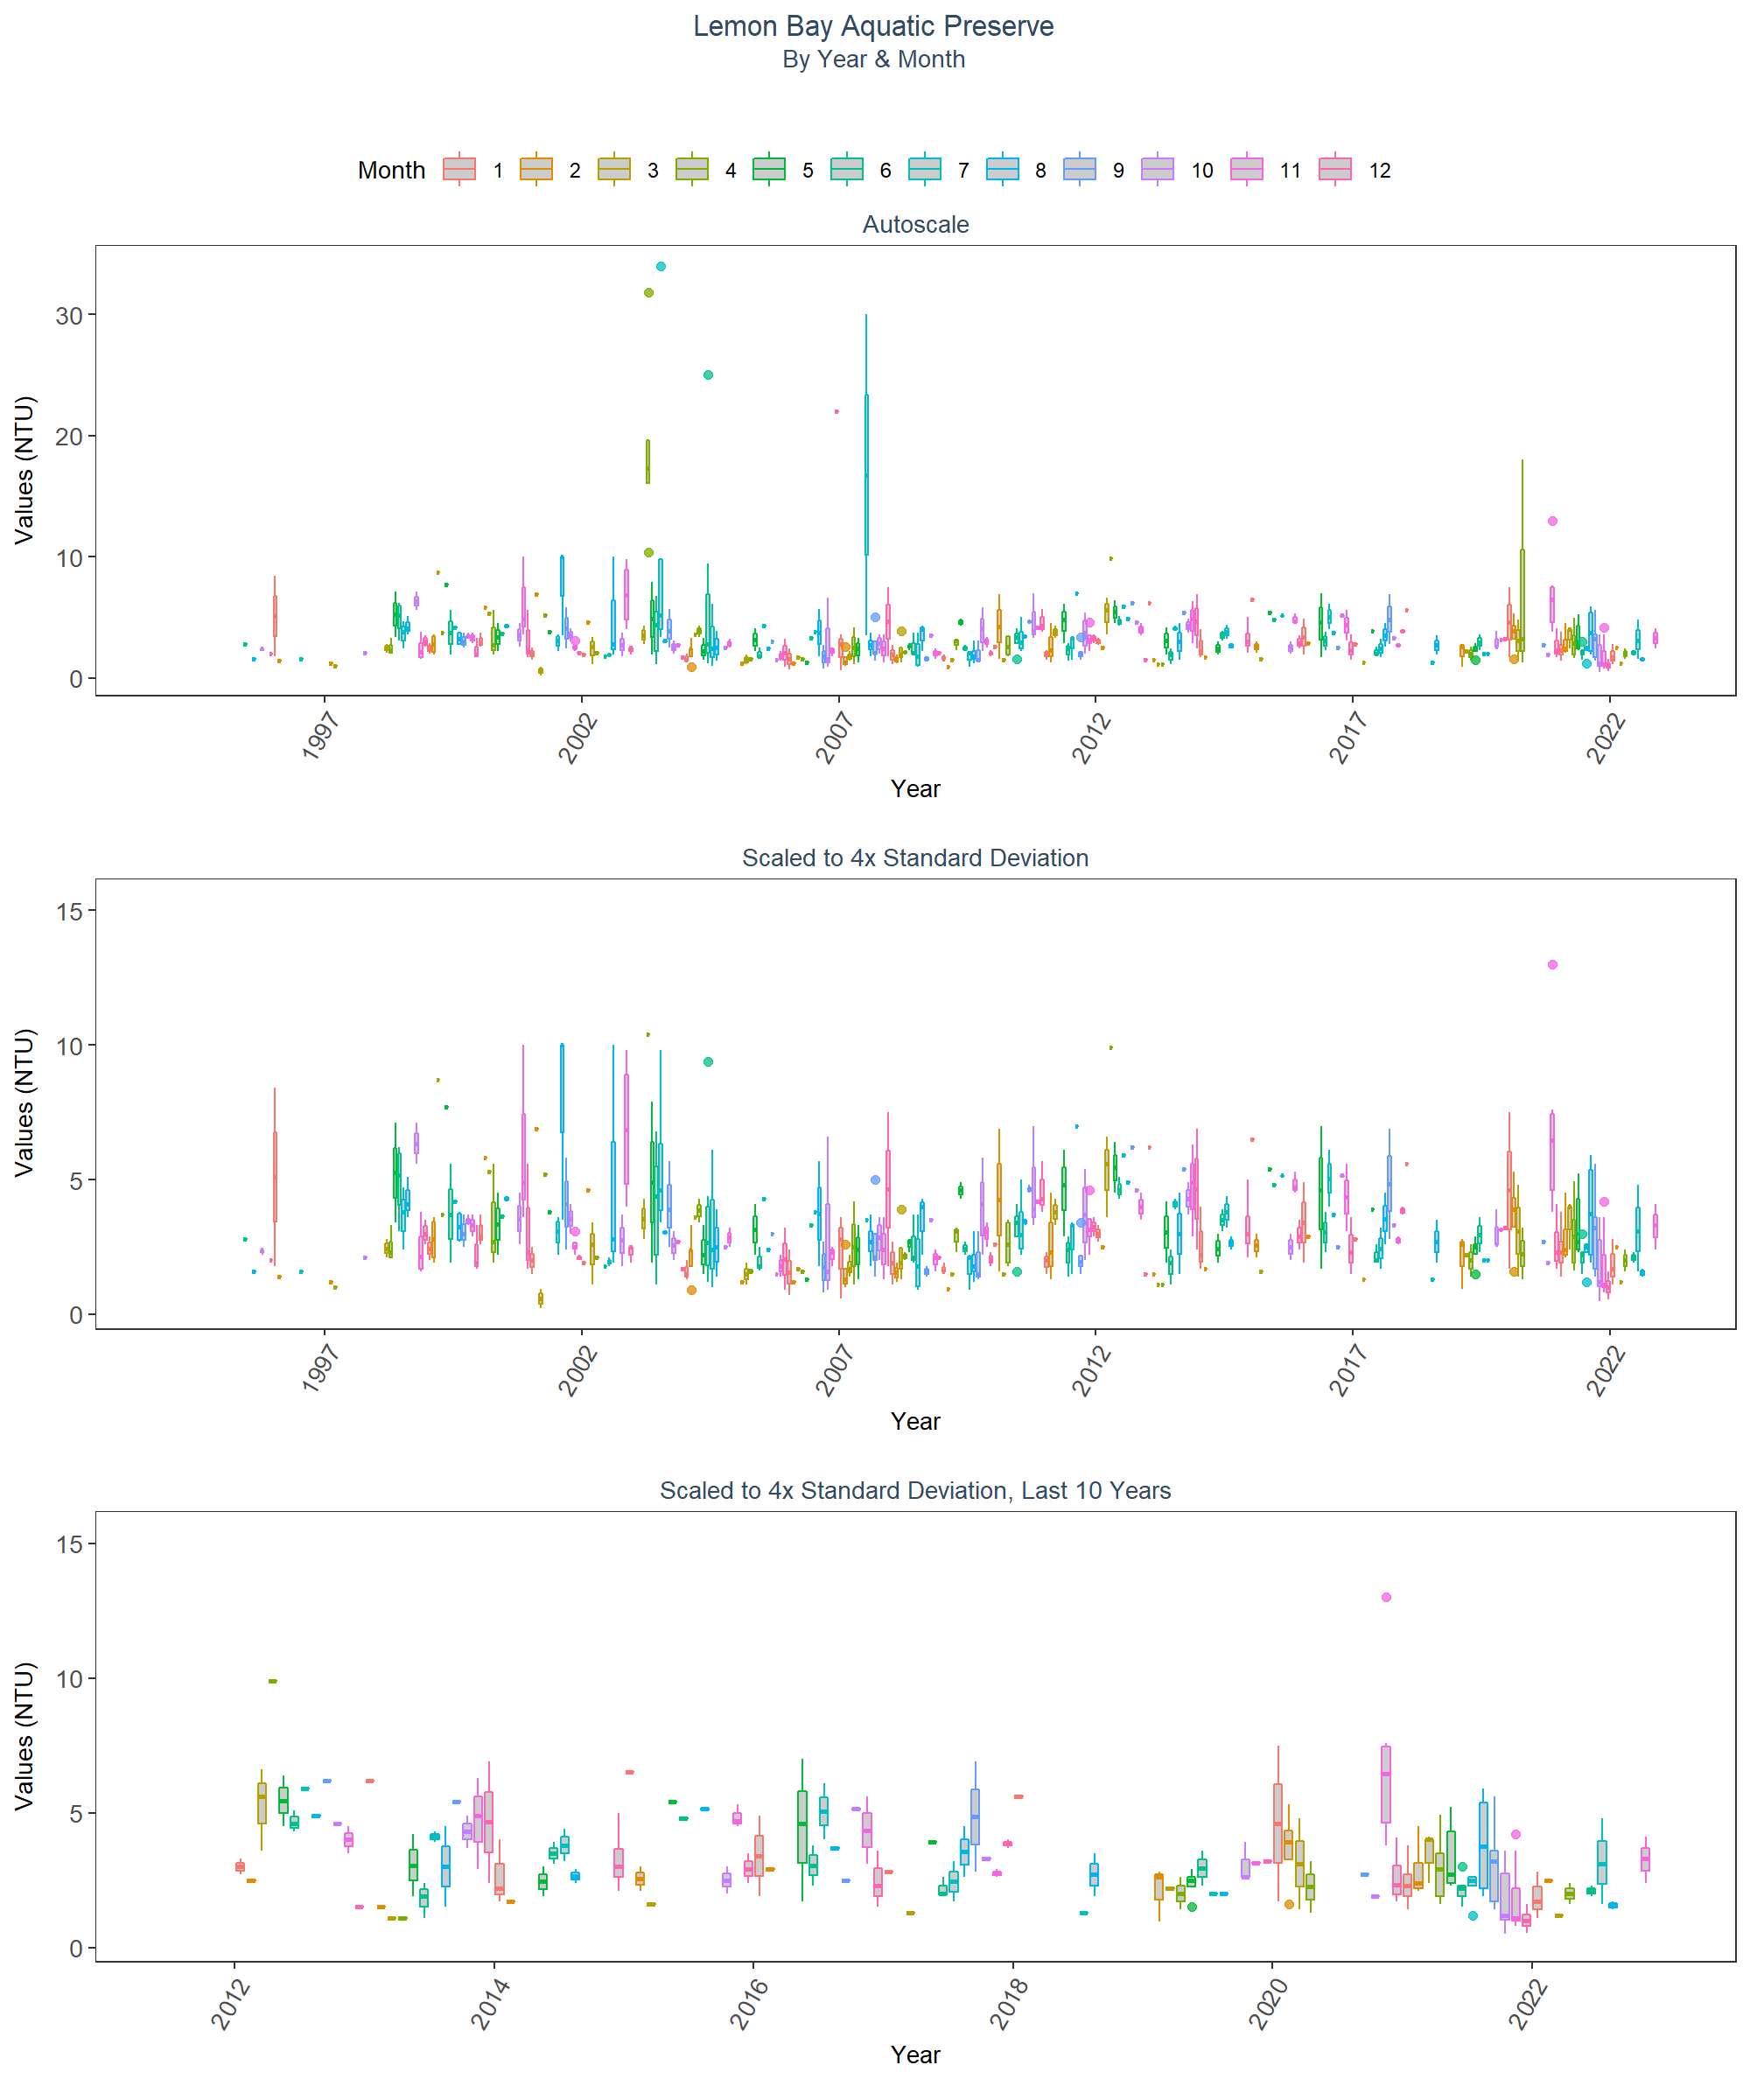 Lemon Bay Aquatic Preserve
By Year & Month
Month 1 2 3 4 5 6 7 8 9 10 11 12
Autoscale
Values (NTU)
30
20
10
0
1997 2002 2007 2012 2017 2022
Year
Scaled to 4x Standard Deviation
Values (NTU)
15
10
5
0
1997 2002 2007 2012 2017 2022
Year
Scaled to 4x Standard Deviation, Last 10 Years
Values (NTU)
15
10
5
0
2012 2014 2016 2018 2020 2022
Year